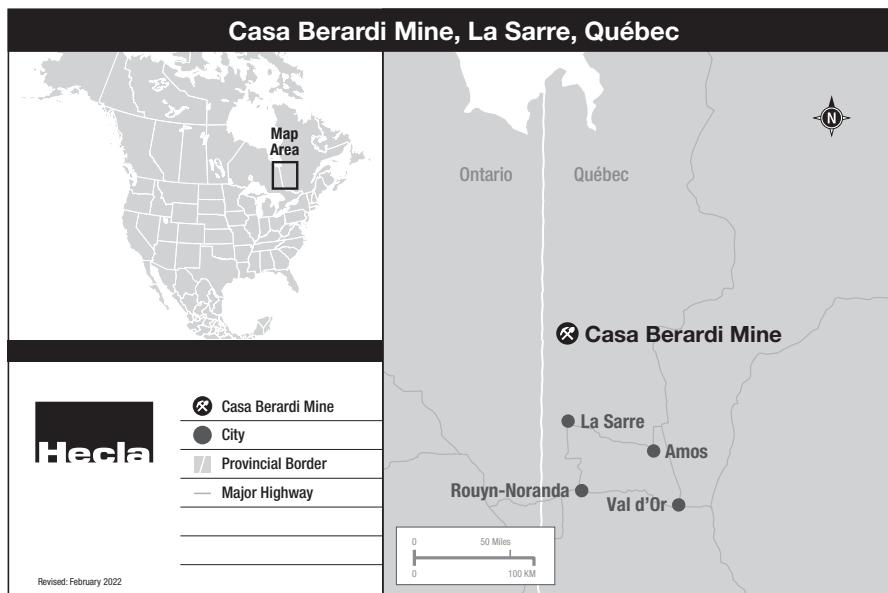 Casa Berardi Mine, La Sarre, Québec
Map
Area
Hecla
Casa Berardi Mine
City
Provincial Border
Major Highway
Revised: February 2022
N
Ontario
Québec
Casa Berardi Mine
La Sarre
Amos
Rouyn-Noranda
Val d'Or
0
50 Miles
0
100 KM